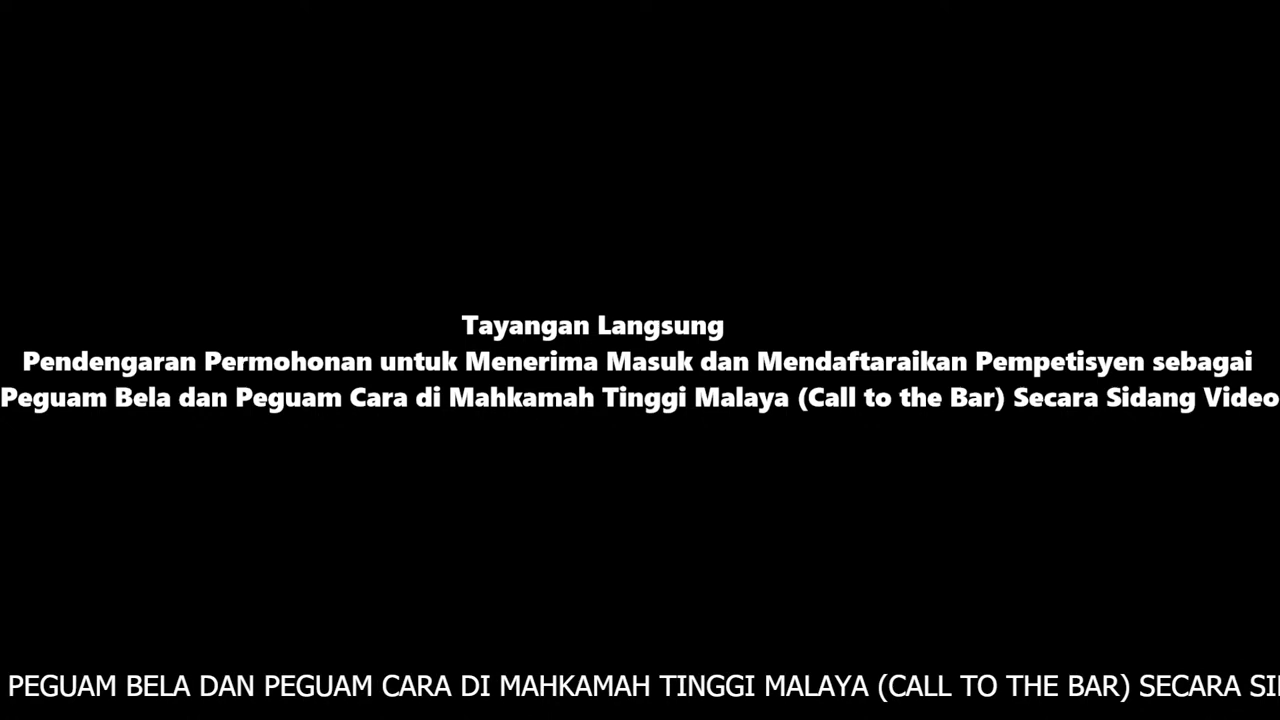 Tayangan Langsung
Pendengaran Permohonan untuk Menerima Masuk dan Mendaftaraikan Pempetisyen sebagai
Peguam Bela dan Peguam Cara di Mahkamah Tinggi Malaya (Call to the Bar) Secara Sidang Video
PEGUAM BELA DAN PEGUAM CARA DI MAHKAMAH TINGGI MALAYA (CALL TO THE BAR) SECARA